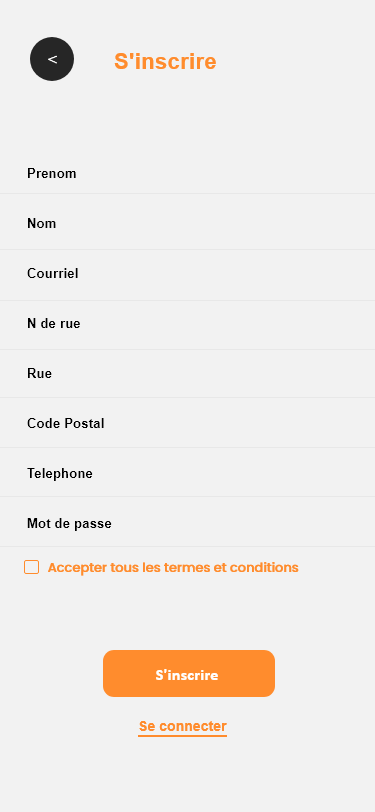 <
S'inscrire
Prenom
Nom
Courriel
N de rue
Rue
Code Postal
Telephone
Mot de passe
Accepter tous les termes et conditions
S'inscrire
Se connecter